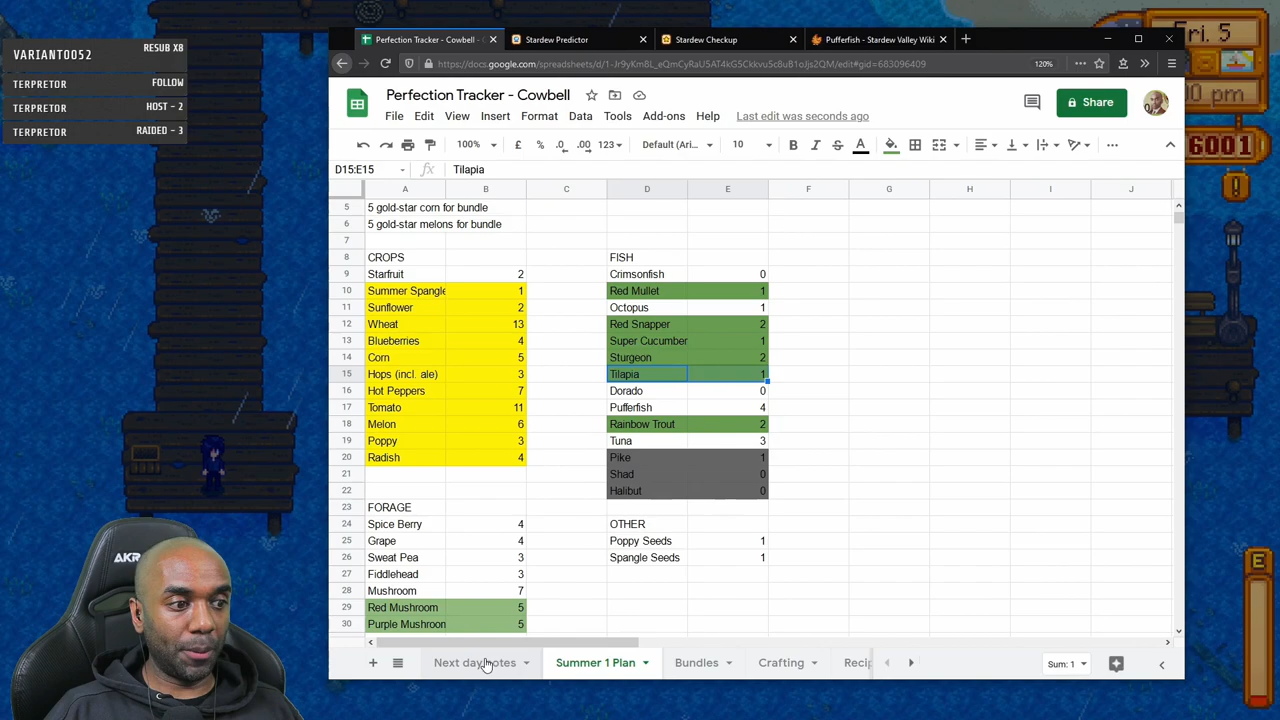 VARIANT0052 RESUB X8
TERPRETOR FOLLOW
TERPRETOR HOST - 2
TERPRETOR RAIDED - 3
Perfection Tracker - Cowbell -
Stardew Predictor
Stardew Checkup
Pufferfish - Stardew Valley Wiki
120%
Perfection Tracker - Cowbell
Share
File Edit View Insert Format Data Tools Add-ons Help Last edit was seconds ago
100% £ % .0 .00 123 Default (Ari... 10 B I S A
D15:E15 fx Tilapia
A B C D E F G H I J
5 5 gold-star corn for bundle
6 5 gold-star melons for bundle
7
8 CROPS FISH
9 Starfruit 2 Crimsonfish 0
10 Summer Spangle 1 Red Mullet 1
11 Sunflower 2 Octopus 1
12 Wheat 13 Red Snapper 2
13 Blueberries 4 Super Cucumber 1
14 Corn 5 Sturgeon 2
15 Hops (incl. ale) 3 Tilapia 1
16 Hot Peppers 7 Dorado 0
17 Tomato 11 Pufferfish 4
18 Melon 6 Rainbow Trout 2
19 Poppy 3 Tuna 3
20 Radish 4 Pike 1
21 Shad 0
22 Halibut 0
23 FORAGE
24 Spice Berry 4 OTHER
25 Grape 4 Poppy Seeds 1
26 Sweat Pea 3 Spangle Seeds 1
27 Fiddlehead 3
28 Mushroom 7
29 Red Mushroom 5
30 Purple Mushroon 5
Next day notes Summer 1 Plan Bundles Crafting Recip Sum: 1
Fri. 5
00 pm
6001
!
E
AKR